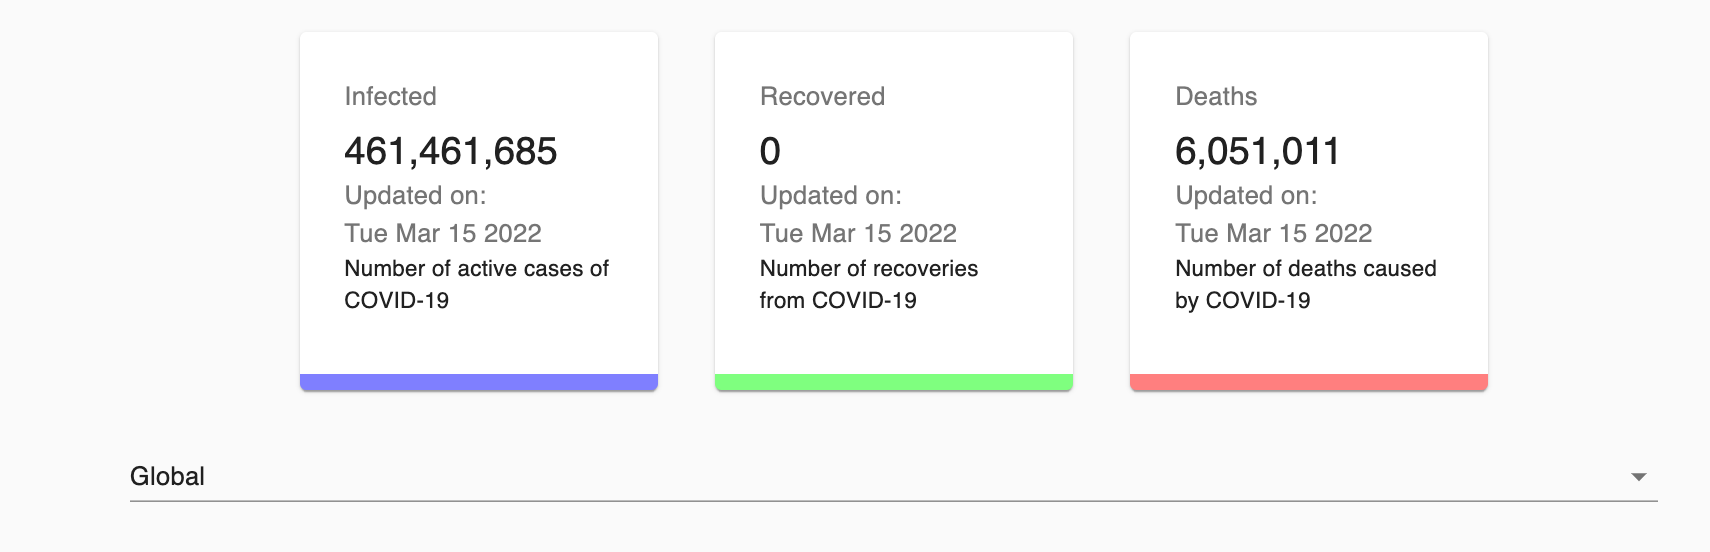 Infected
461,461,685
Updated on:
Tue Mar 15 2022
Number of active cases of
COVID-19
Recovered
0
Updated on:
Tue Mar 15 2022
Number of recoveries
from COVID-19
Deaths
6,051,011
Updated on:
Tue Mar 15 2022
Number of deaths caused
by COVID-19
Global